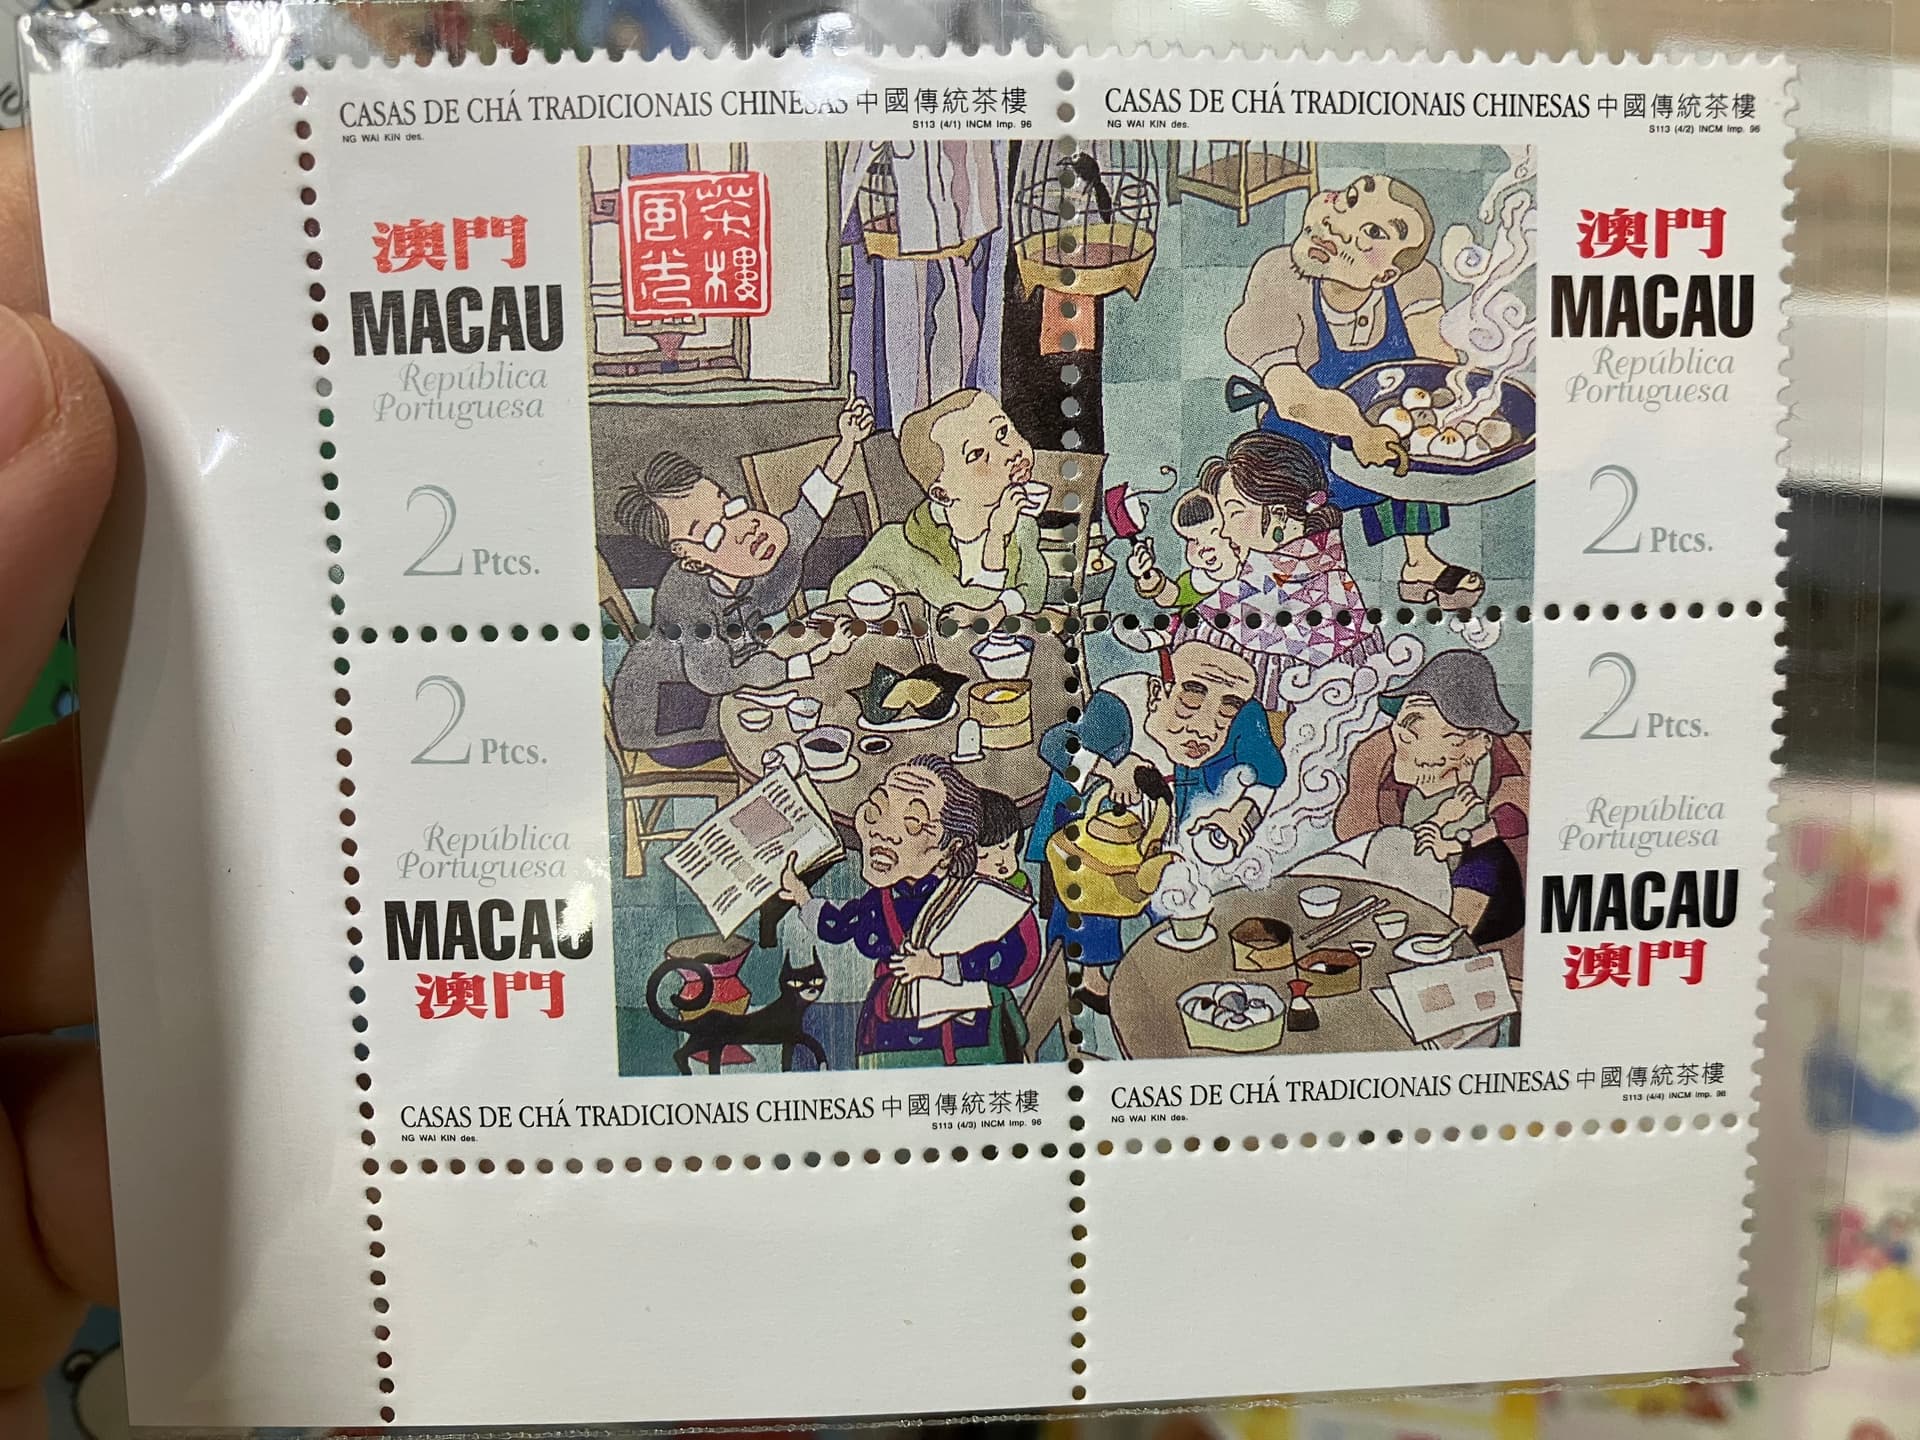 CASAS DE CHÁ TRADICIONAIS CHINESAS 中國傳統茶樓
NG WAI KIN des.
S113 (4/1) INCM Imp. 96
澳門
MACAU
República
Portuguesa
2 Ptcs.
茶樓
風光
CASAS DE CHÁ TRADICIONAIS CHINESAS 中國傳統茶樓
NG WAI KIN des.
S113 (4/2) INCM Imp. 96
澳門
MACAU
República
Portuguesa
2 Ptcs.
2 Ptcs.
República
Portuguesa
MACAU
澳門
CASAS DE CHÁ TRADICIONAIS CHINESAS 中國傳統茶樓
NG WAI KIN des.
S113 (4/3) INCM Imp. 96
2 Ptcs.
República
Portuguesa
MACAU
澳門
CASAS DE CHÁ TRADICIONAIS CHINESAS 中國傳統茶樓
NG WAI KIN des.
S113 (4/4) INCM Imp. 96